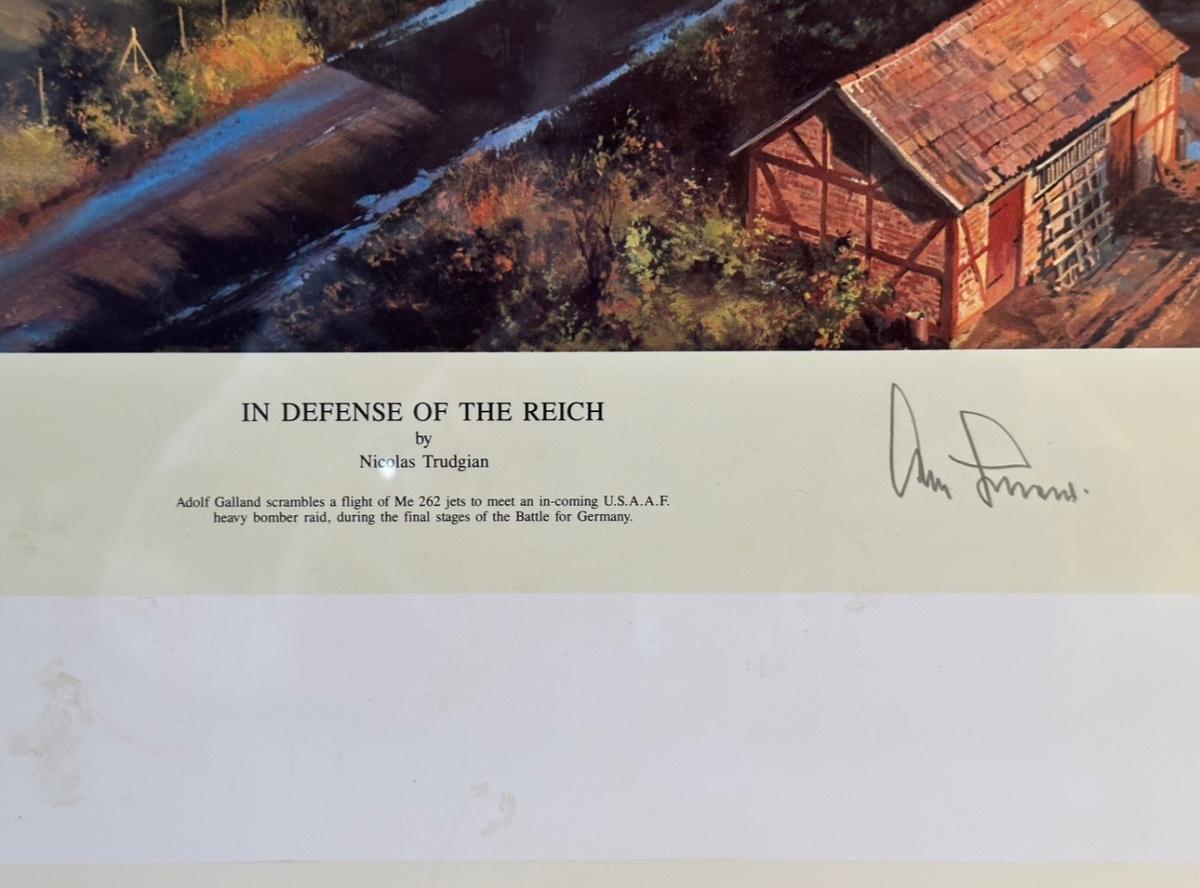 IN DEFENSE OF THE REICH
by
Nicolas Trudgian
Adolf Galland scrambles a flight of Me 262 jets to meet an in-coming U.S.A.A.F.
heavy bomber raid, during the final stages of the Battle for Germany.